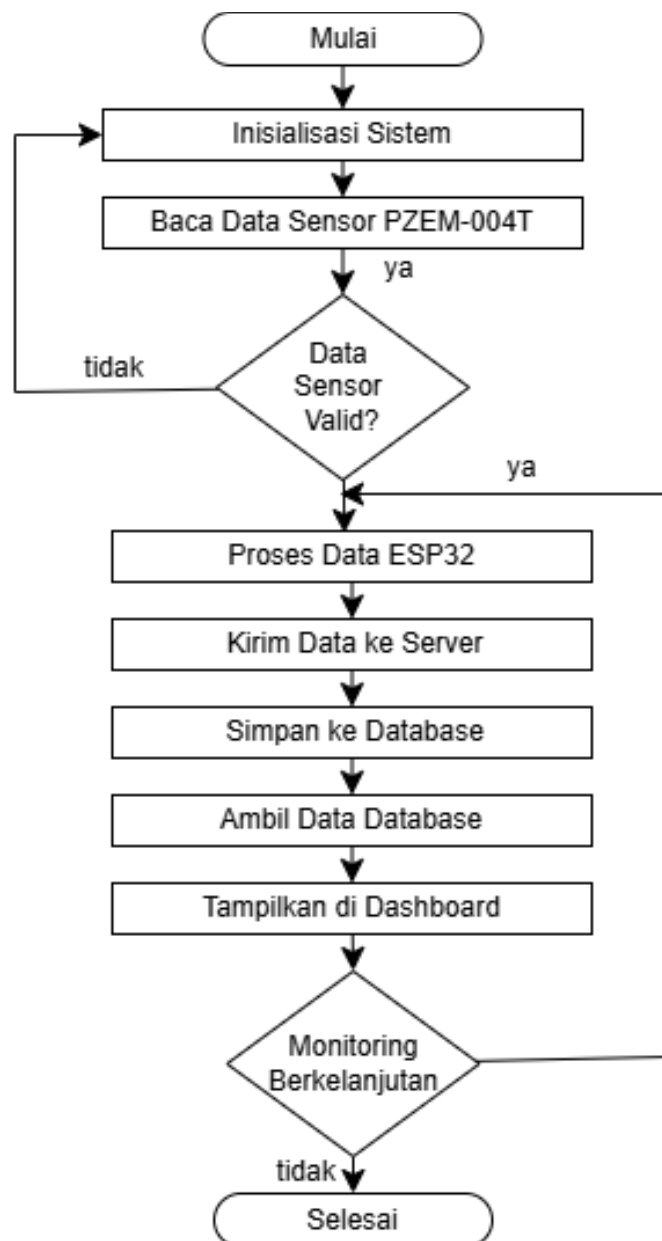 Mulai
Inisialisasi Sistem
Baca Data Sensor PZEM-004T
ya
tidak
Data
Sensor
Valid?
ya
Proses Data ESP32
Kirim Data ke Server
Simpan ke Database
Ambil Data Database
Tampilkan di Dashboard
Monitoring
Berkelanjutan
tidak
Selesai